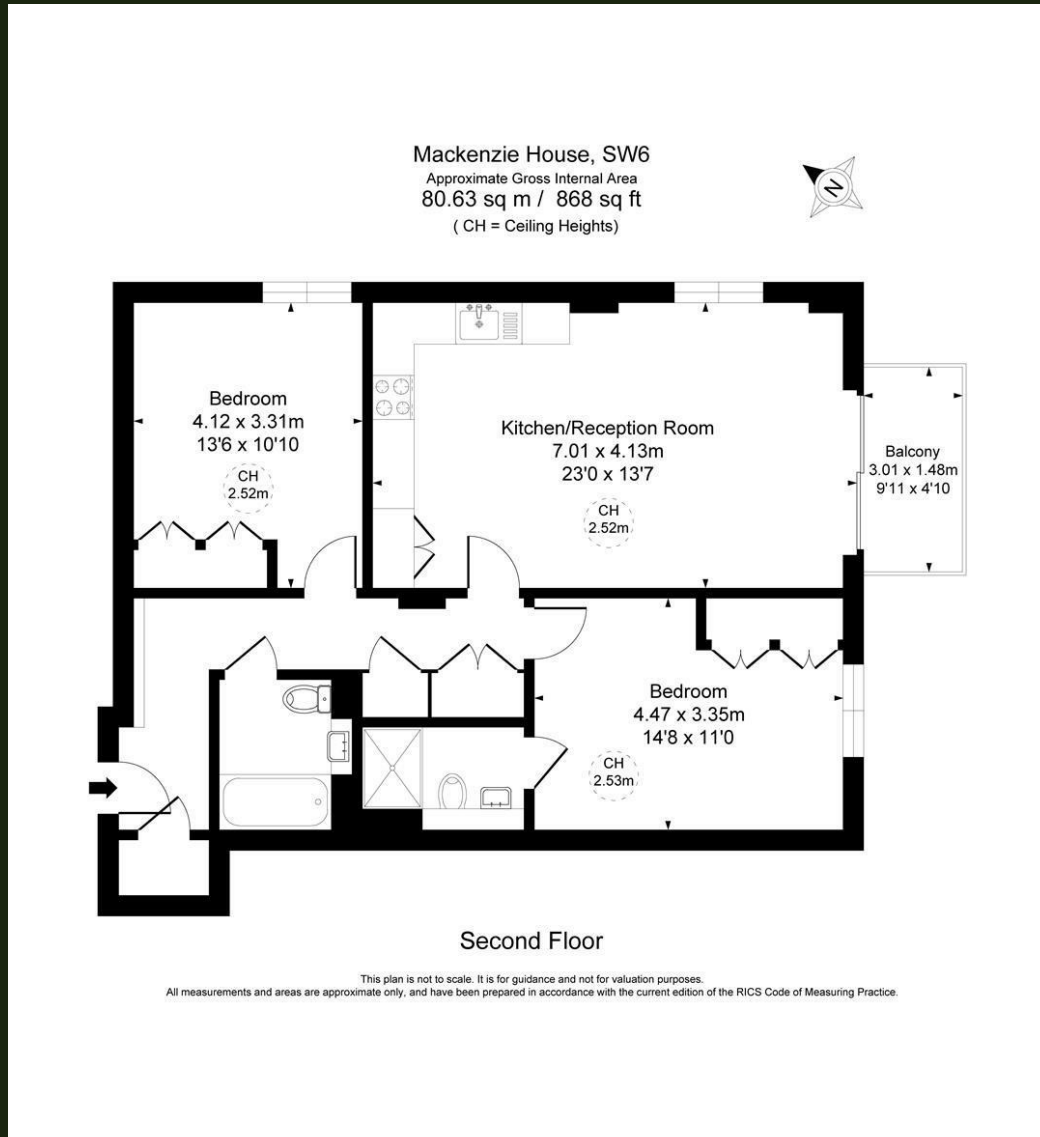 Mackenzie House, SW6
Approximate Gross Internal Area
80.63 sq m / 868 sq ft
( CH = Ceiling Heights)
N
Bedroom
4.12 x 3.31m
13'6 x 10'10
CH
2.52m
Kitchen/Reception Room
7.01 x 4.13m
23'0 x 13'7
CH
2.52m
Balcony
3.01 x 1.48m
9'11 x 4'10
Bedroom
4.47 x 3.35m
14'8 x 11'0
CH
2.53m
Second Floor
This plan is not to scale. It is for guidance and not for valuation purposes.
All measurements and areas are approximate only, and have been prepared in accordance with the current edition of the RICS Code of Measuring Practice.